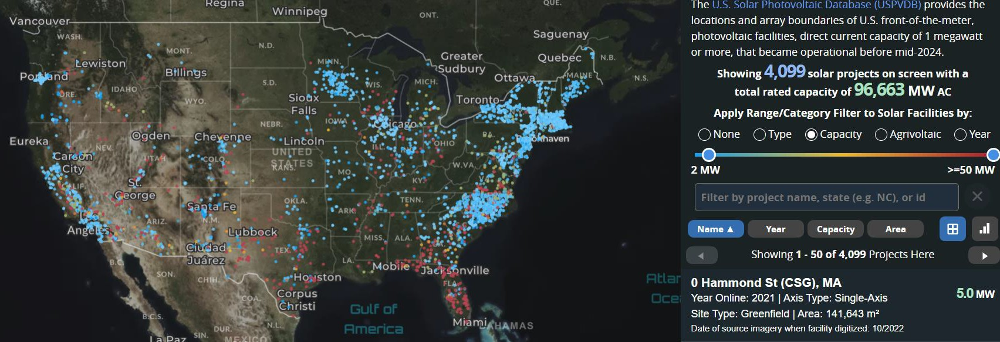 Regina
Winnipeg
QUE.
Vancouver
ONT.
WASH.
Saguenay
N.D.
MONT.
Lewiston
Greater
Sudbury
Quebec
N.B.
MINN.
Portland
Billings
Ottawa
MAINE
N.S.
ORE.
IDAHO
S.D.
WIS.
MICH.
WYO.
Sioux
Falls
Toronto
NEBR.
IOWA
Chicago
Eureka
Ogden
Cheyenne
Lincoln
OHIO
PA.
Brookhaven
NEV.
UNITED
STATES
ILL.
Carson
City
UTAH
COLO.
KANS.
MO.
W.VA.
CALIF.
St.
George
KY.
VA.
OKLA.
TENN.
Santa Fe
ARK.
Los
Angeles
ARIZ.
N.M.
Lubbock
MISS.
ALA.
GA.
Ciudad
Juárez
TEX.
B.C.
LA.
Mobile
Jacksonville
SON.
CHIH.
Houston
FLA.
COA.
Corpus
Christi
Gulf of
America
B.C.S.
DUR.
N.L.
Miami
BAHAMAS
La Paz
SIN.
MEXICO
Atlan
Ocea
The U.S. Solar Photovoltaic Database (USPVDB) provides the
locations and array boundaries of U.S. front-of-the-meter,
photovoltaic facilities, direct current capacity of 1 megawatt
or more, that became operational before mid-2024.
Showing 4,099 solar projects on screen with a
total rated capacity of 96,663 MW AC
Apply Range/Category Filter to Solar Facilities by:
None Type Capacity Agrivoltaic Year
2 MW >=50 MW
Filter by project name, state (e.g. NC), or id
Name ▲ Year Capacity Area
Showing 1 - 50 of 4,099 Projects Here
0 Hammond St (CSG), MA
5.0 MW
Year Online: 2021 | Axis Type: Single-Axis
Site Type: Greenfield | Area: 141,643 m²
Date of source imagery when facility digitized: 10/2022